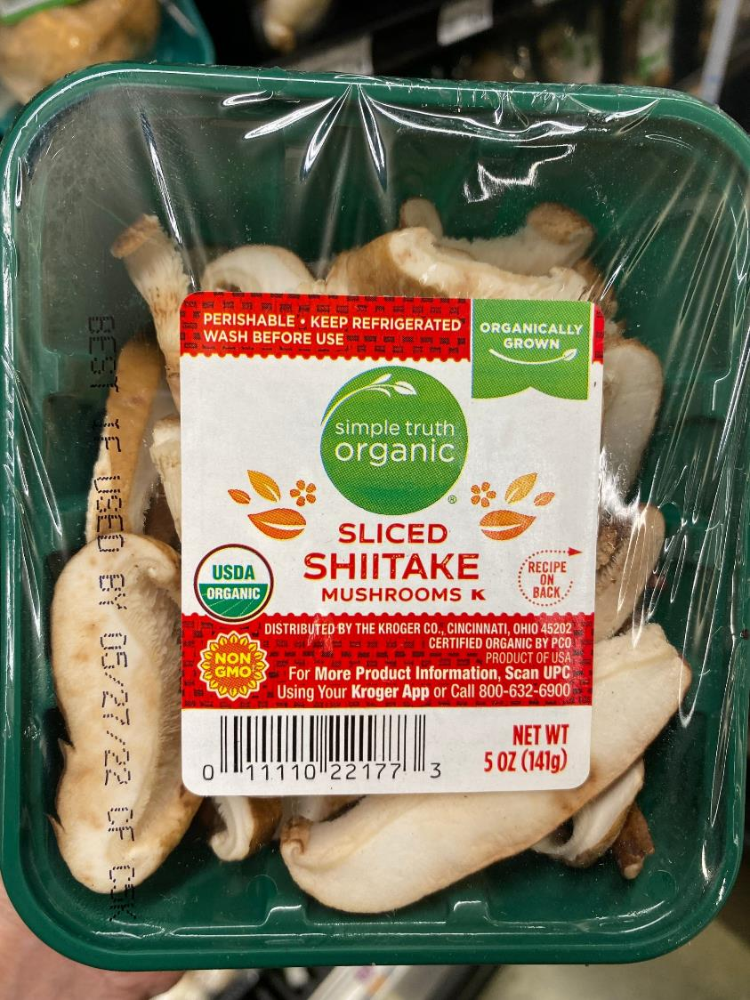 PERISHABLE • KEEP REFRIGERATED
WASH BEFORE USE
ORGANICALLY
GROWN
simple truth
organic®
SLICED
SHIITAKE
MUSHROOMS K
USDA
ORGANIC
RECIPE
ON
BACK
DISTRIBUTED BY THE KROGER CO., CINCINNATI, OHIO 45202
CERTIFIED ORGANIC BY PCO
PRODUCT OF USA
NON
GMO
For More Product Information, Scan UPC
Using Your Kroger App or Call 800-632-6900
0 11110 22177 3
NET WT
5 OZ (141g)
BEST IF USED BY 05/27/22 CF CSK